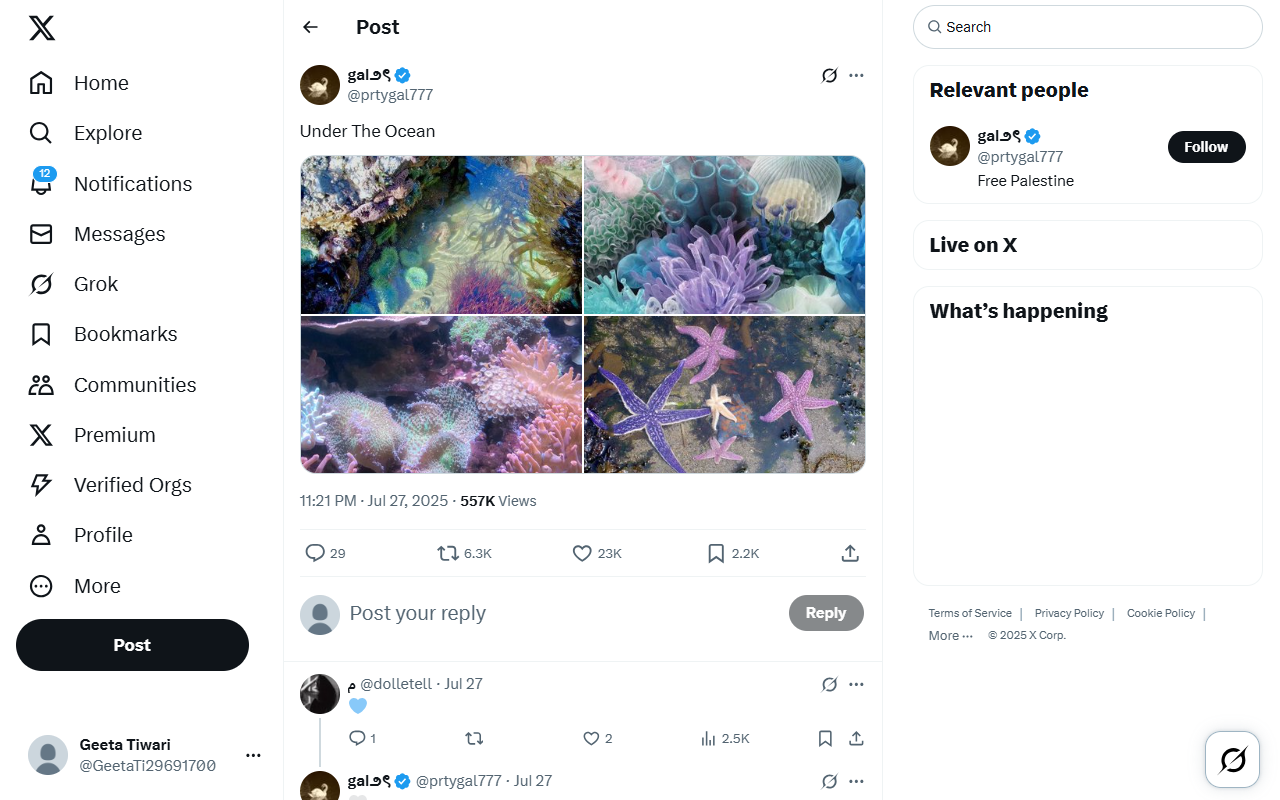 Home
Explore
12
Notifications
Messages
Grok
Bookmarks
Communities
Premium
Verified Orgs
Profile
More
Post
Geeta Tiwari
@GeetaTi29691700
Post
gal౨ৎ
@prtygal777
Under The Ocean
11:21 PM · Jul 27, 2025 · 557K Views
29
6.3K
23K
2.2K
Post your reply
Reply
م @dolletell · Jul 27
🩵
1
2
2.5K
gal౨ৎ @prtygal777 · Jul 27
Search
Relevant people
gal౨ৎ
@prtygal777
Follow
Free Palestine
Live on X
What’s happening
Terms of Service |
Privacy Policy |
Cookie Policy |
More ···
© 2025 X Corp.